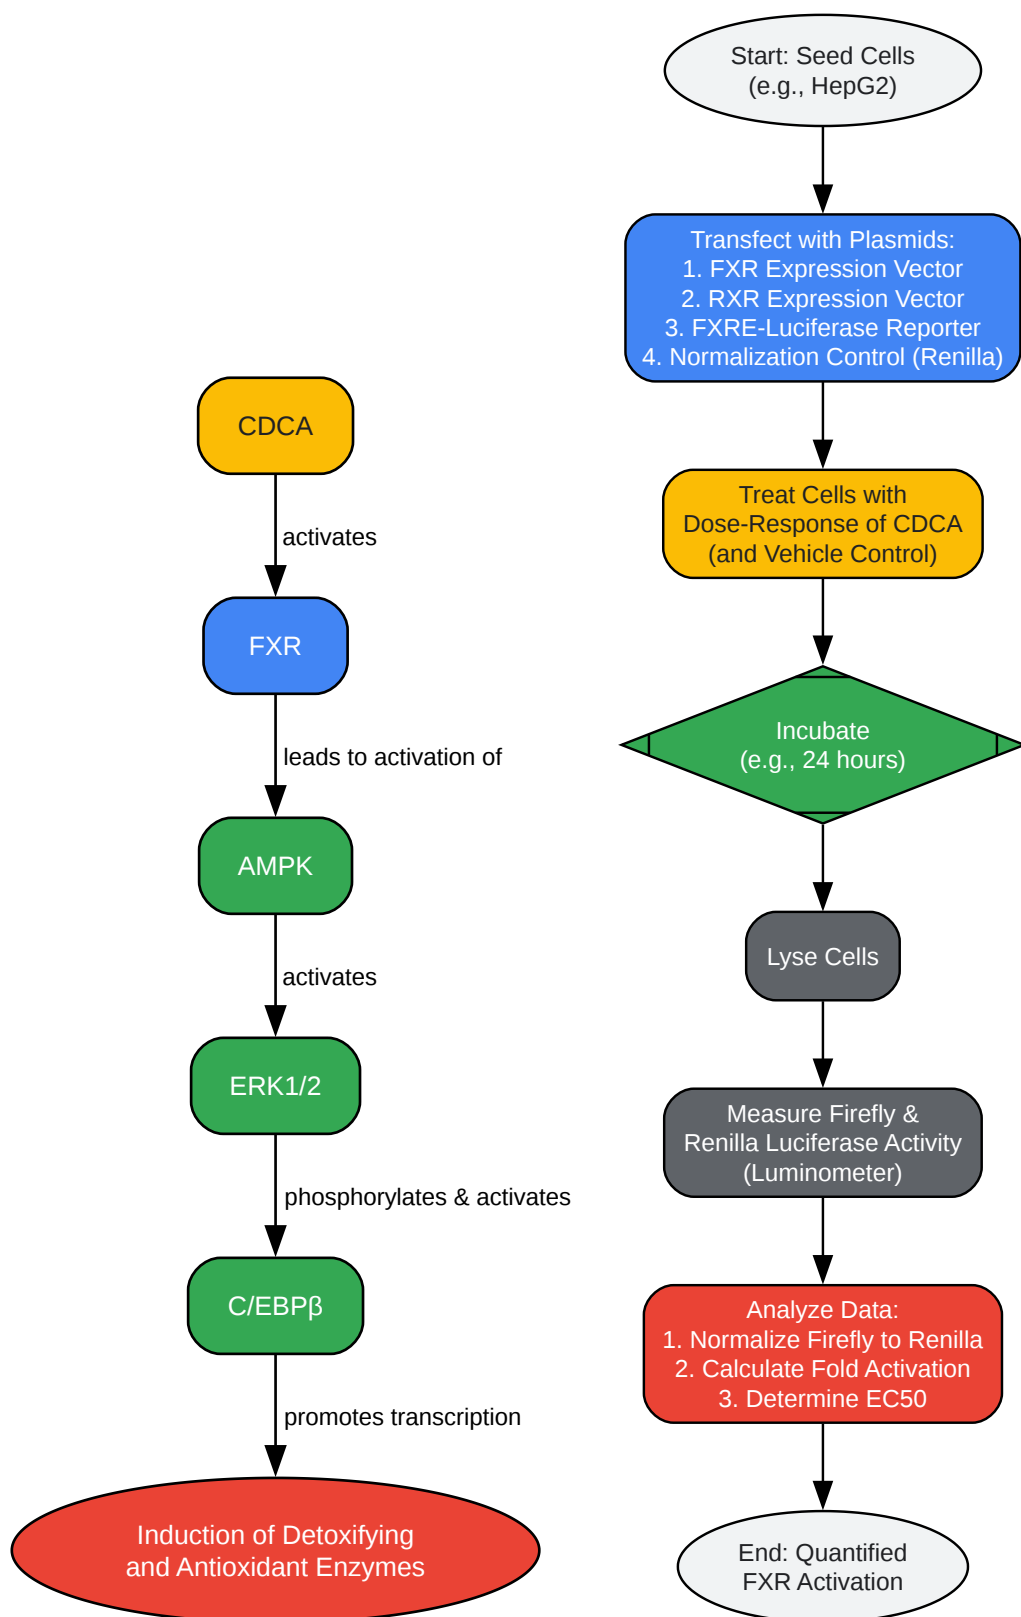 CDCA
activates
FXR
leads to activation of
AMPK
activates
ERK1/2
phosphorylates & activates
C/EBPβ
promotes transcription
Induction of Detoxifying
and Antioxidant Enzymes
Start: Seed Cells
(e.g., HepG2)
Transfect with Plasmids:
1. FXR Expression Vector
2. RXR Expression Vector
3. FXRE-Luciferase Reporter
4. Normalization Control (Renilla)
Treat Cells with
Dose-Response of CDCA
(and Vehicle Control)
Incubate
(e.g., 24 hours)
Lyse Cells
Measure Firefly &
Renilla Luciferase Activity
(Luminometer)
Analyze Data:
1. Normalize Firefly to Renilla
2. Calculate Fold Activation
3. Determine EC50
End: Quantified
FXR Activation